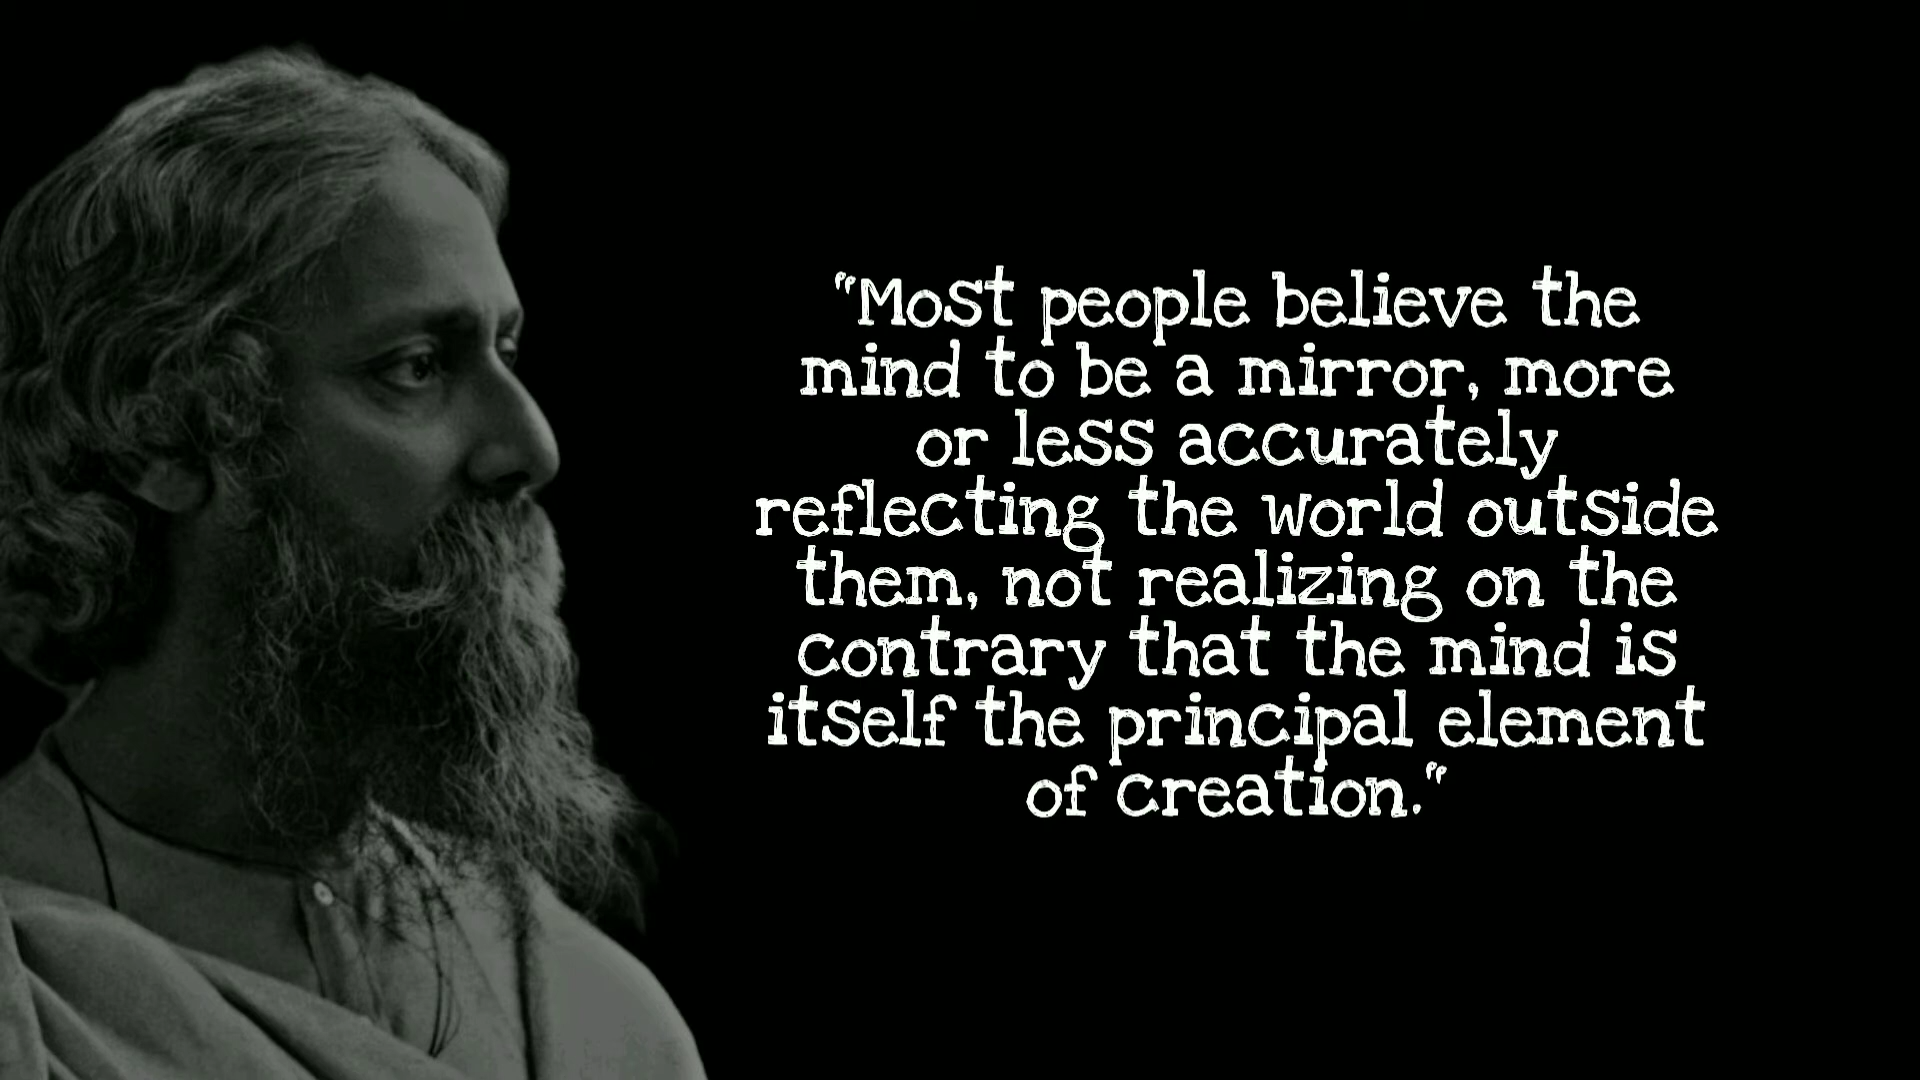 "Most people believe the
mind to be a mirror, more
or less accurately
reflecting the world outside
them, not realizing on the
contrary that the mind is
itself the principal element
of creation."